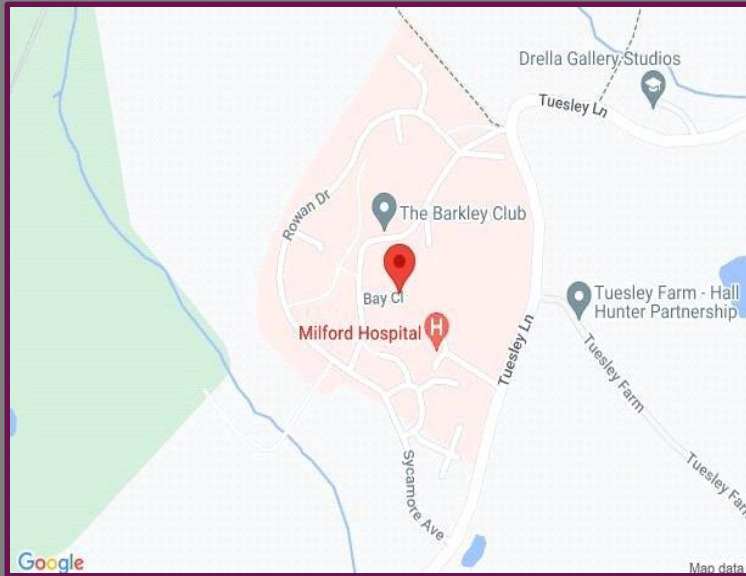 Drella Gallery Studios
Tuesley Ln
Rowan Dr
The Barkley Club
Bay Cl
Milford Hospital
H
Tuesley Farm - Hall
Hunter Partnership
Tuesley Ln
Tuesley Farm
Sycamore Ave
Tuesley Farm
Google
Map data